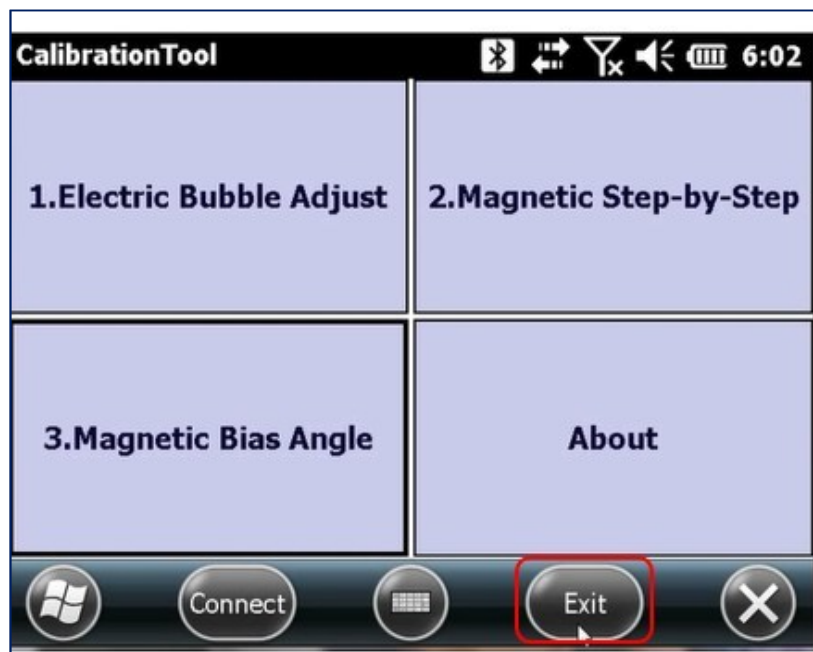 CalibrationTool 6:02
1.Electric Bubble Adjust 2.Magnetic Step-by-Step
3.Magnetic Bias Angle About
Connect Exit